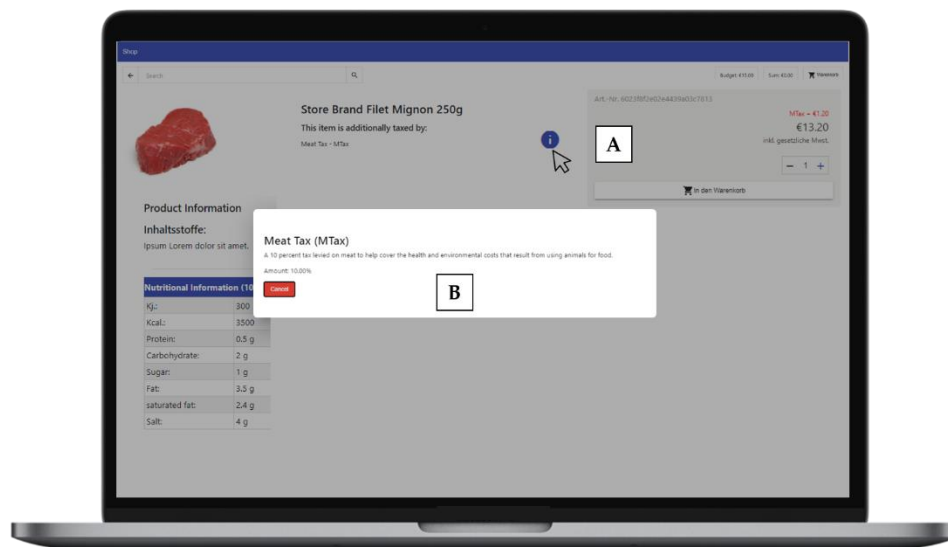 Shop
Search
Budget: €15.00 Sum: €0.00 Warenkorb
Store Brand Filet Mignon 250g
This item is additionally taxed by:
Meat Tax - MTax
i
A
Art.-Nr.
MTax + €1.20
€13.20
inkl. gesetzliche Mwst.
− 1 +
In den Warenkorb
Product Information
Inhaltsstoffe:
Ipsum Lorem dolor sit amet,
Meat Tax (MTax)
A 10 percent tax levied on meat to help cover the health and environmental costs that result from using animals for food.
Amount: 10.00%
Cancel
B
Nutritional Information (10
Kj.: 300
Kcal.: 3500
Protein: 0.5 g
Carbohydrate: 2 g
Sugar: 1 g
Fat: 3.5 g
saturated fat: 2.4 g
Salt: 4 g